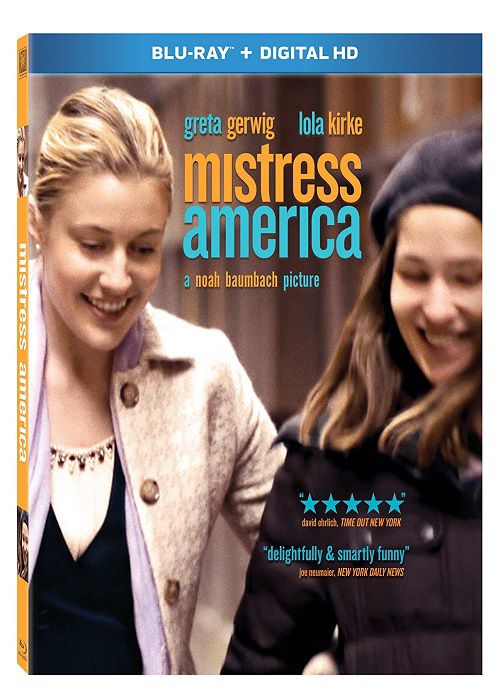 BLU-RAY™ + DIGITAL HD
greta gerwig lola kirke
mistress
america
a noah baumbach picture
"★★★★★"
david ehrlich, TIME OUT NEW YORK
"delightfully & smartly funny"
joe neumaier, NEW YORK DAILY NEWS
mistress america